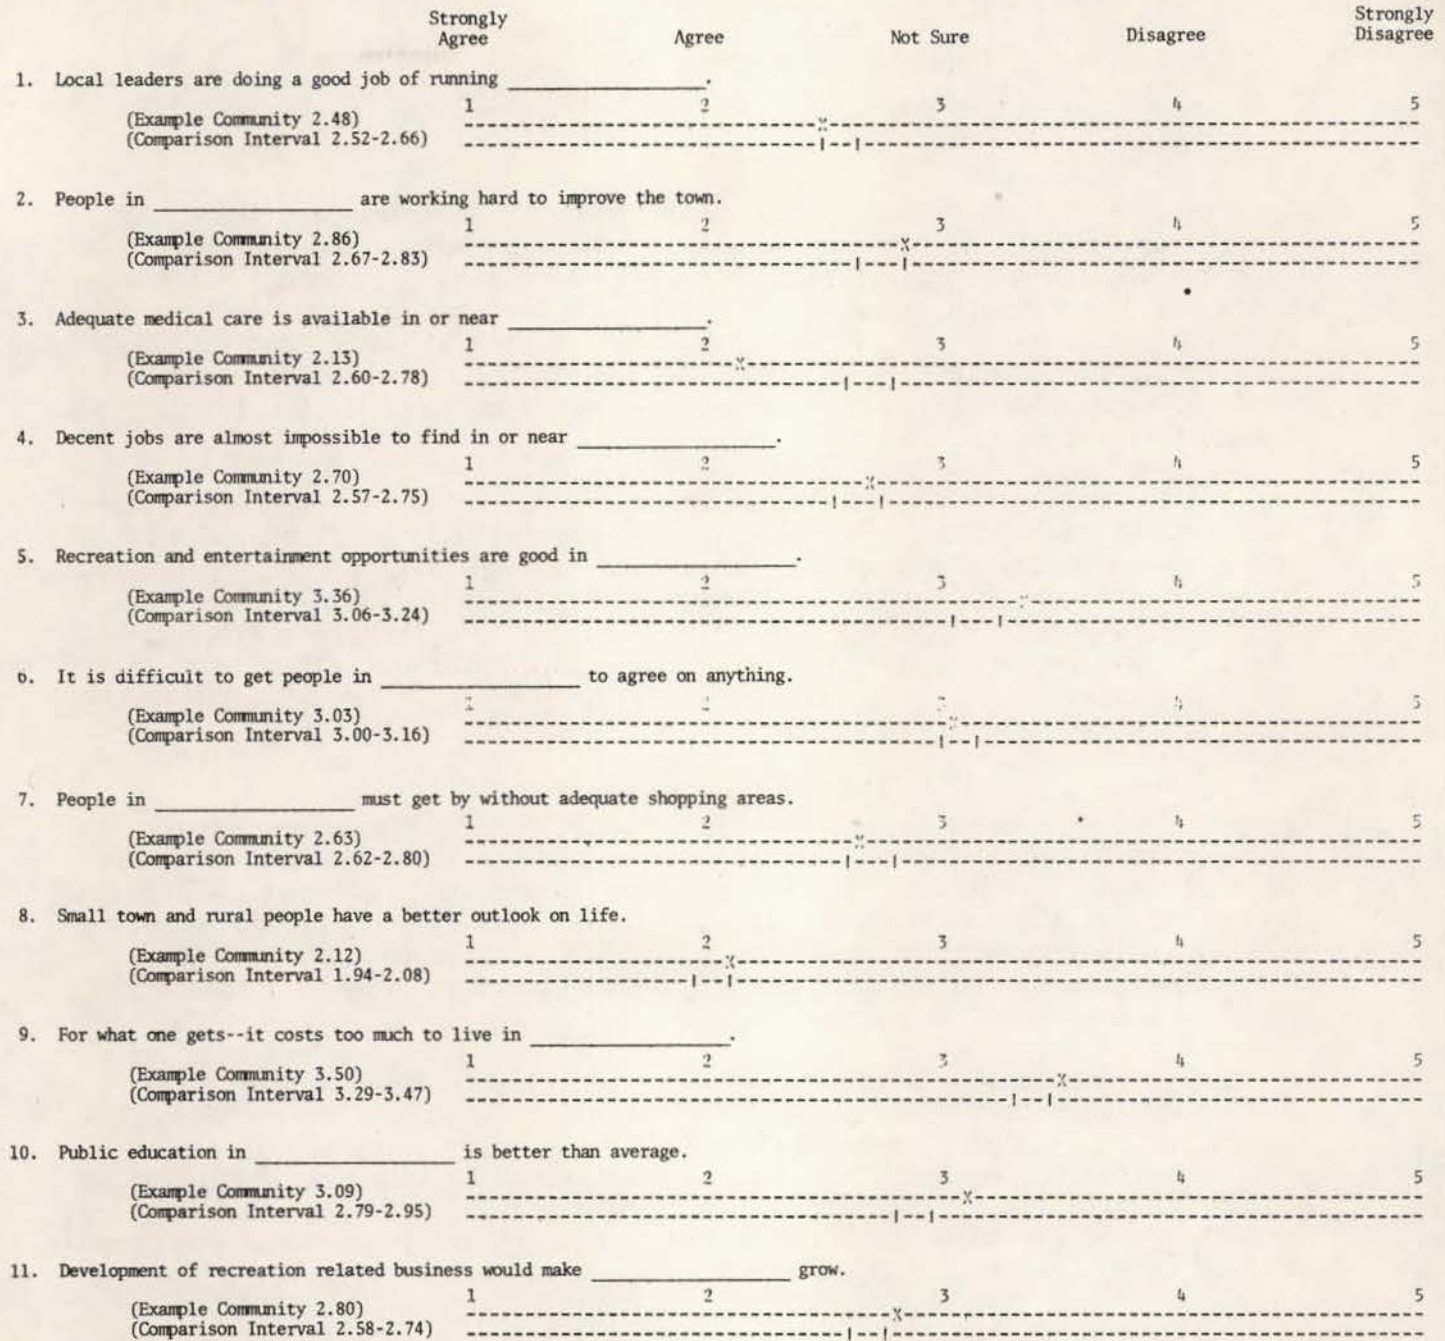 Strongly Agree Agree Not Sure Disagree Strongly Disagree
1. Local leaders are doing a good job of running ____________.
1 2 3 4 5
(Example Community 2.48)
(Comparison Interval 2.52-2.66)
2. People in ____________ are working hard to improve the town.
1 2 3 4 5
(Example Community 2.86)
(Comparison Interval 2.67-2.83)
3. Adequate medical care is available in or near ____________.
1 2 3 4 5
(Example Community 2.13)
(Comparison Interval 2.60-2.78)
4. Decent jobs are almost impossible to find in or near ____________.
1 2 3 4 5
(Example Community 2.70)
(Comparison Interval 2.57-2.75)
5. Recreation and entertainment opportunities are good in ____________.
1 2 3 4 5
(Example Community 3.36)
(Comparison Interval 3.06-3.24)
6. It is difficult to get people in ____________ to agree on anything.
1 2 3 4 5
(Example Community 3.03)
(Comparison Interval 3.00-3.16)
7. People in ____________ must get by without adequate shopping areas.
1 2 3 4 5
(Example Community 2.63)
(Comparison Interval 2.62-2.80)
8. Small town and rural people have a better outlook on life.
1 2 3 4 5
(Example Community 2.12)
(Comparison Interval 1.94-2.08)
9. For what one gets--it costs too much to live in ____________.
1 2 3 4 5
(Example Community 3.50)
(Comparison Interval 3.29-3.47)
10. Public education in ____________ is better than average.
1 2 3 4 5
(Example Community 3.09)
(Comparison Interval 2.79-2.95)
11. Development of recreation related business would make ____________ grow.
1 2 3 4 5
(Example Community 2.80)
(Comparison Interval 2.58-2.74)